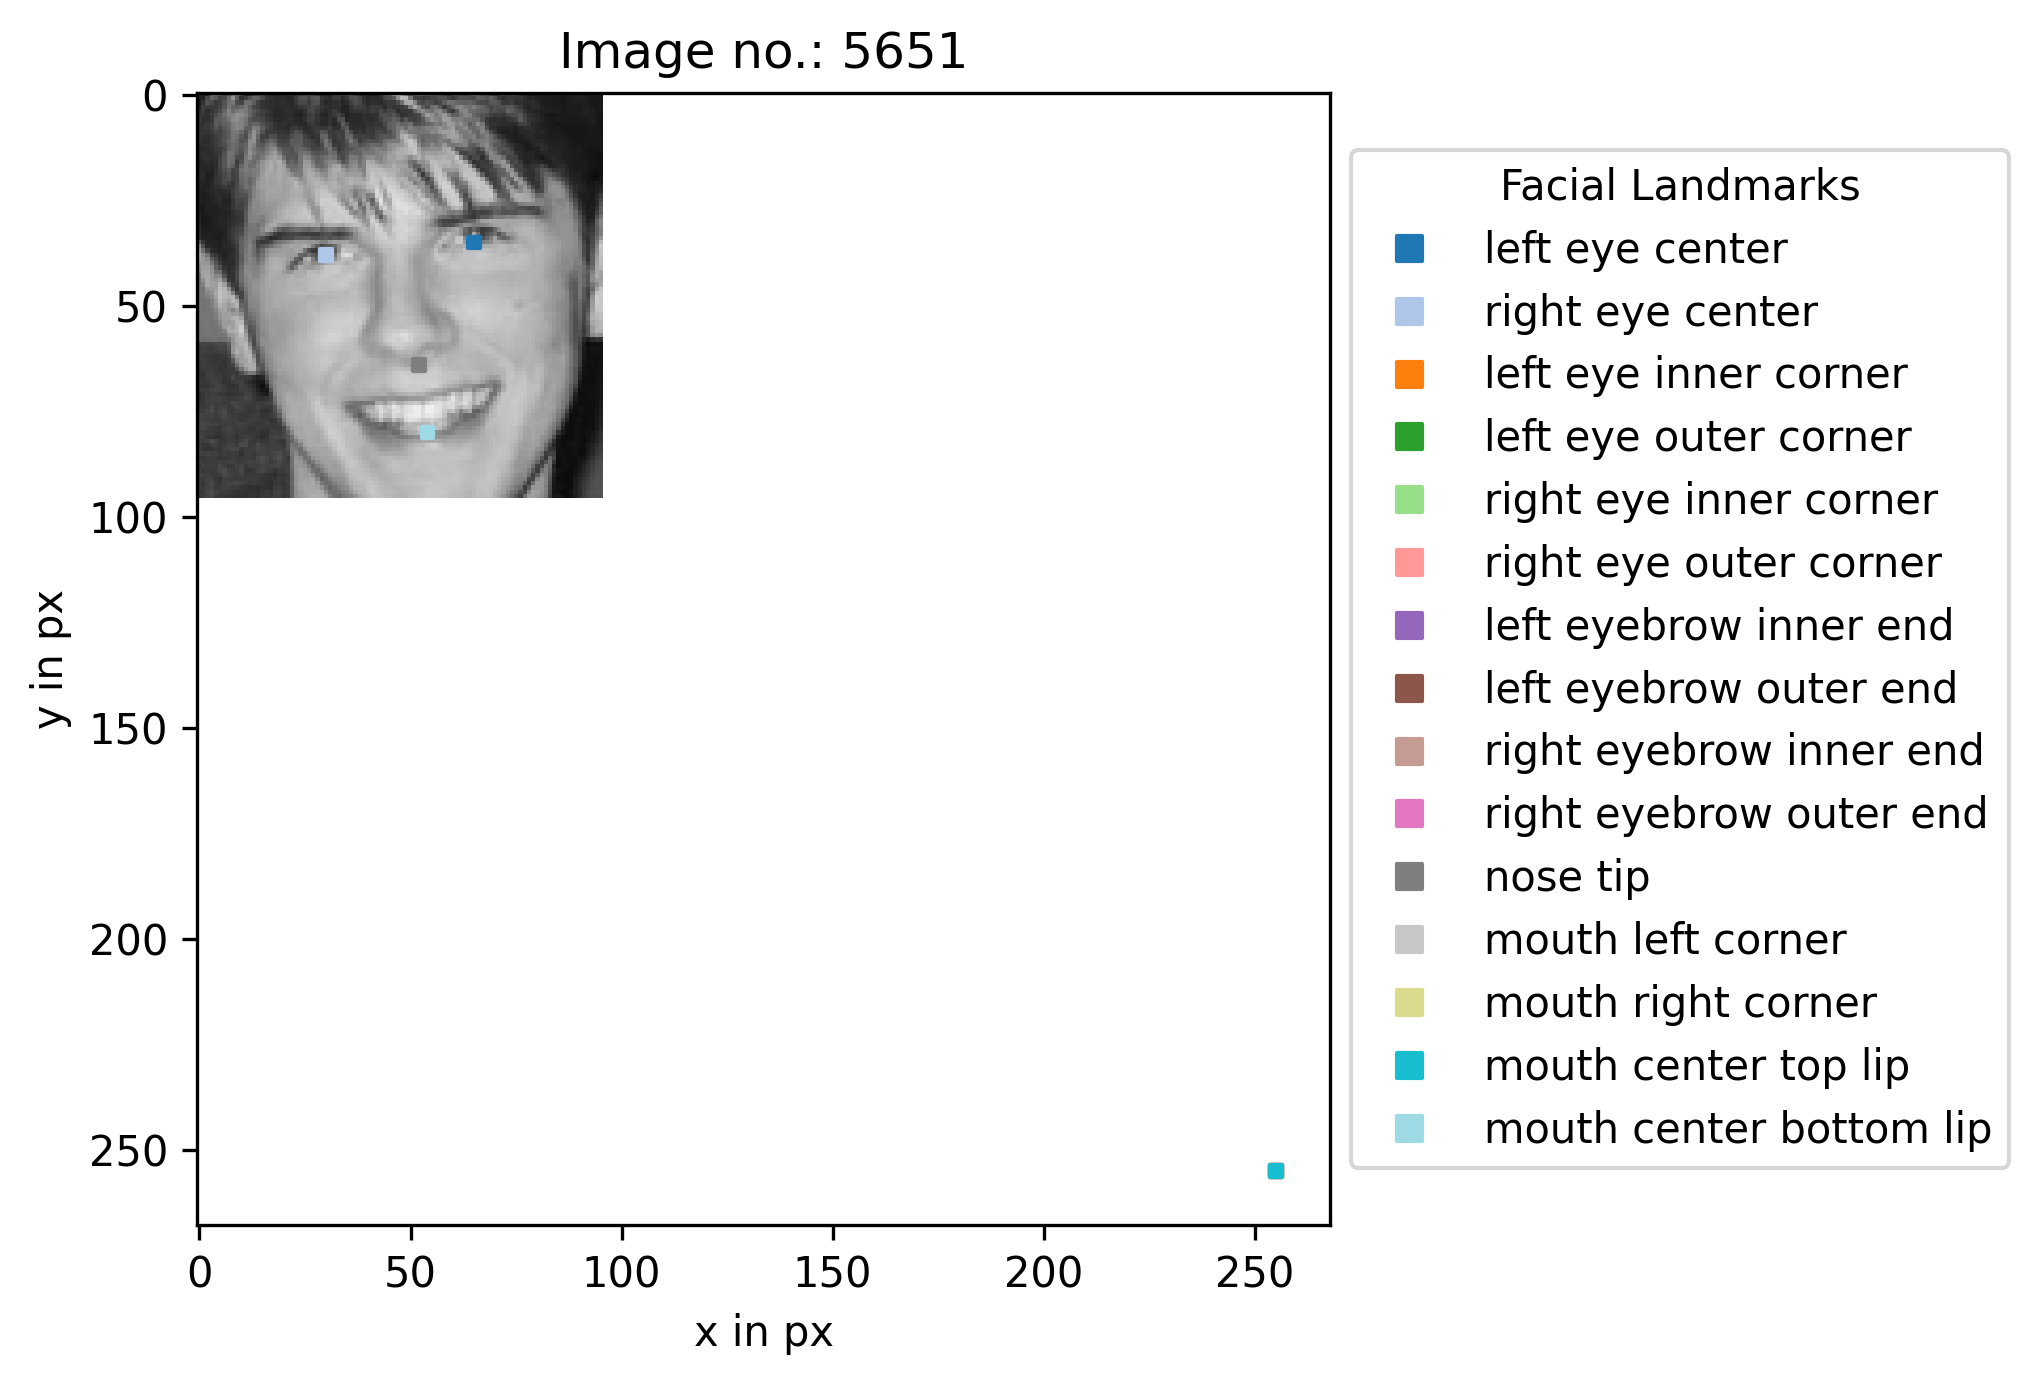 Image no.: 5651
0
50
100
150
200
250
y in px
0 50 100 150 200 250
x in px
Facial Landmarks
left eye center
right eye center
left eye inner corner
left eye outer corner
right eye inner corner
right eye outer corner
left eyebrow inner end
left eyebrow outer end
right eyebrow inner end
right eyebrow outer end
nose tip
mouth left corner
mouth right corner
mouth center top lip
mouth center bottom lip